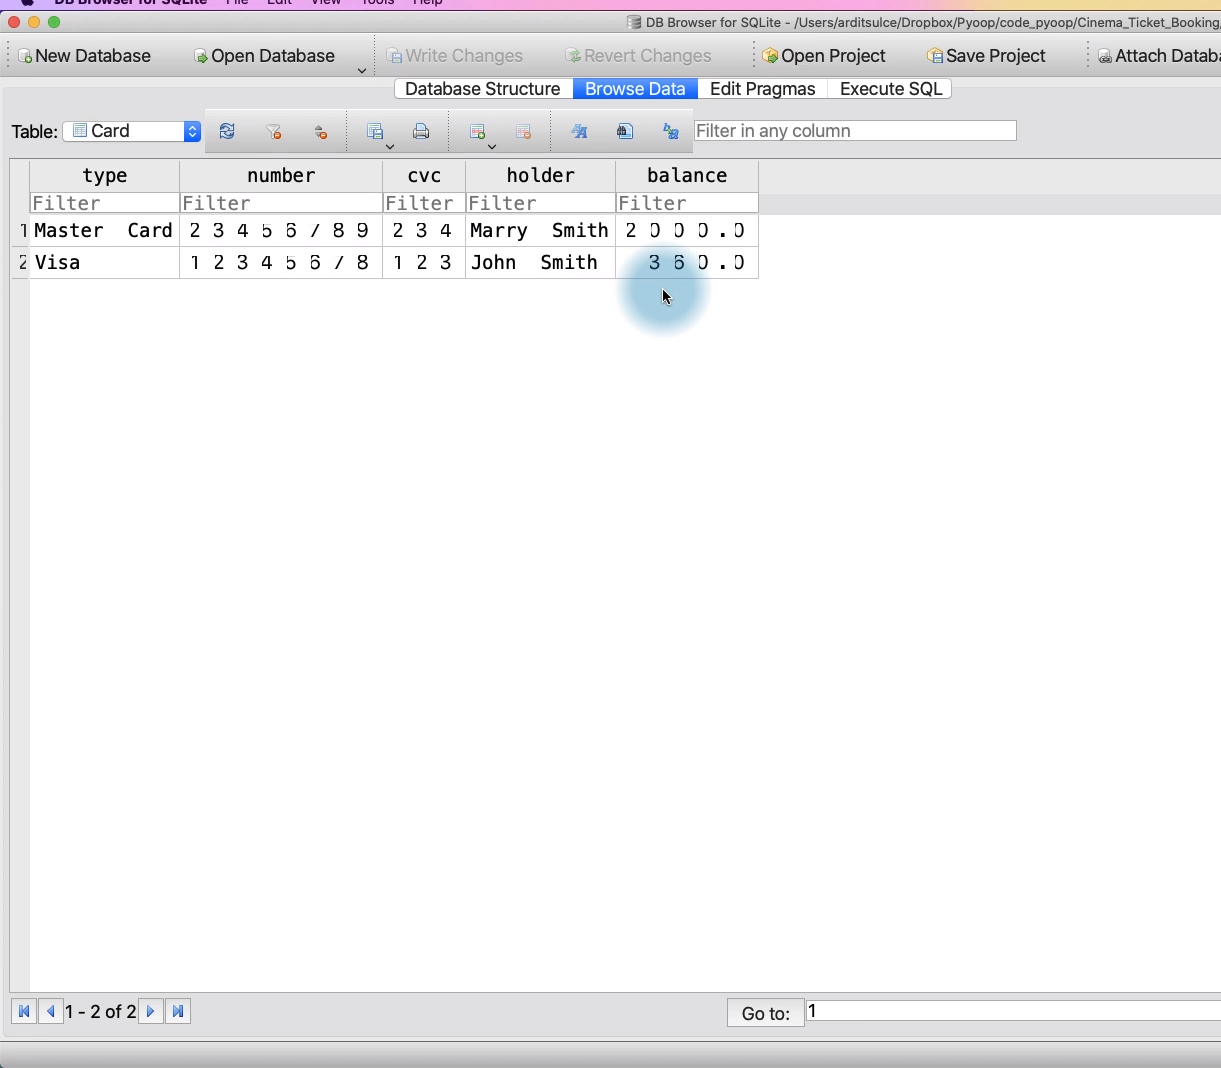 DB Browser for SQLite File Edit View Tools Help
DB Browser for SQLite - /Users/arditsulce/Dropbox/Pyoop/code_pyoop/Cinema_Ticket_Booking
New Database Open Database Write Changes Revert Changes Open Project Save Project Attach Datab
Database Structure Browse Data Edit Pragmas Execute SQL
Table: Card Filter in any column
type number cvc holder balance
Filter Filter Filter Filter Filter
1 Master Card 23456789 234 Marry Smith 2000.0
2 Visa 12345678 123 John Smith 360.0
1 - 2 of 2 Go to: 1